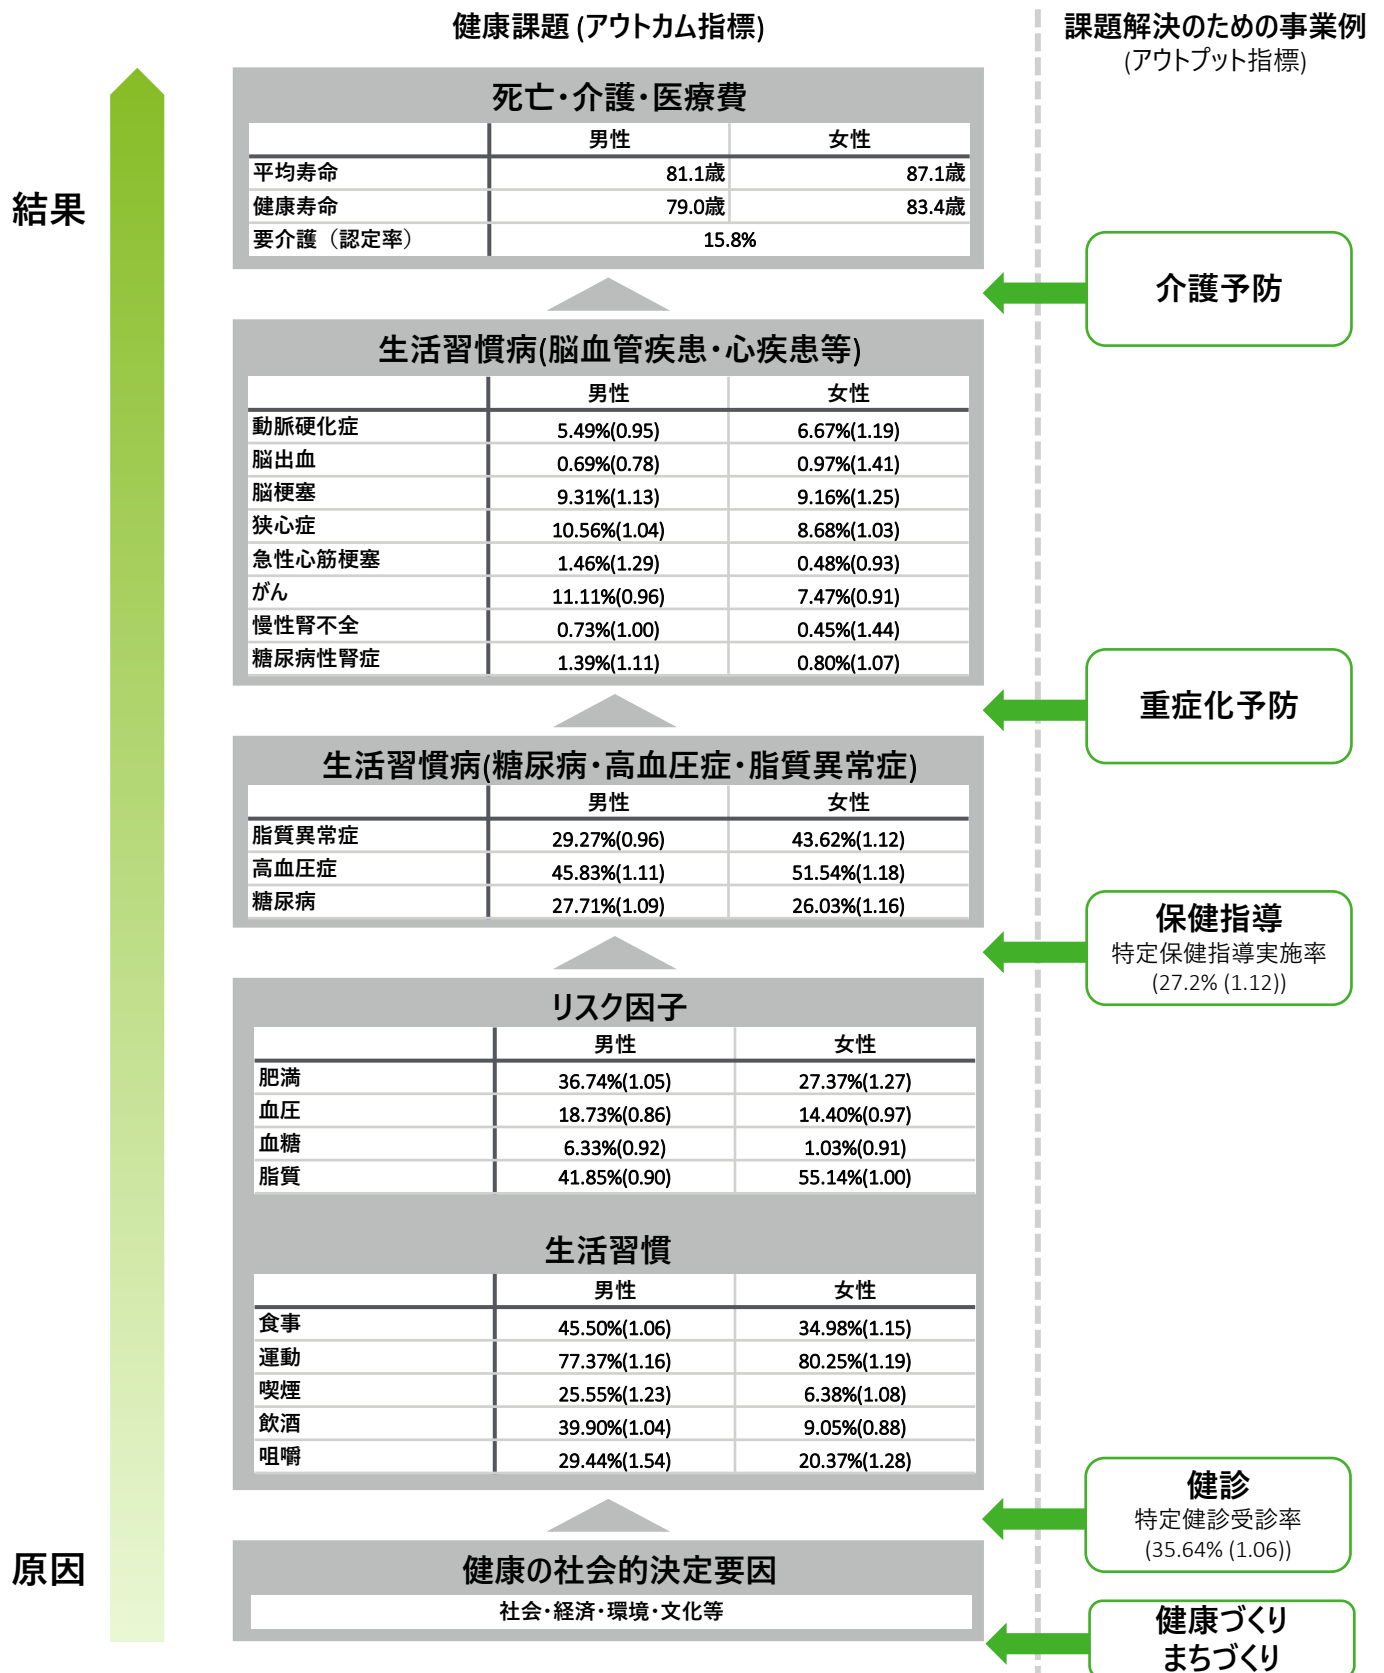 健康課題 (アウトカム指標)
課題解決のための事業例
(アウトプット指標)
結果
原因
死亡・介護・医療費
男性 女性
平均寿命 81.1歳 87.1歳
健康寿命 79.0歳 83.4歳
要介護（認定率） 15.8%
介護予防
生活習慣病(脳血管疾患・心疾患等)
男性 女性
動脈硬化症 5.49%(0.95) 6.67%(1.19)
脳出血 0.69%(0.78) 0.97%(1.41)
脳梗塞 9.31%(1.13) 9.16%(1.25)
狭心症 10.56%(1.04) 8.68%(1.03)
急性心筋梗塞 1.46%(1.29) 0.48%(0.93)
がん 11.11%(0.96) 7.47%(0.91)
慢性腎不全 0.73%(1.00) 0.45%(1.44)
糖尿病性腎症 1.39%(1.11) 0.80%(1.07)
重症化予防
生活習慣病(糖尿病・高血圧症・脂質異常症)
男性 女性
脂質異常症 29.27%(0.96) 43.62%(1.12)
高血圧症 45.83%(1.11) 51.54%(1.18)
糖尿病 27.71%(1.09) 26.03%(1.16)
保健指導
特定保健指導実施率
(27.2% (1.12))
リスク因子
男性 女性
肥満 36.74%(1.05) 27.37%(1.27)
血圧 18.73%(0.86) 14.40%(0.97)
血糖 6.33%(0.92) 1.03%(0.91)
脂質 41.85%(0.90) 55.14%(1.00)
生活習慣
男性 女性
食事 45.50%(1.06) 34.98%(1.15)
運動 77.37%(1.16) 80.25%(1.19)
喫煙 25.55%(1.23) 6.38%(1.08)
飲酒 39.90%(1.04) 9.05%(0.88)
咀嚼 29.44%(1.54) 20.37%(1.28)
健診
特定健診受診率
(35.64% (1.06))
健康の社会的決定要因
社会・経済・環境・文化等
健康づくり
まちづくり